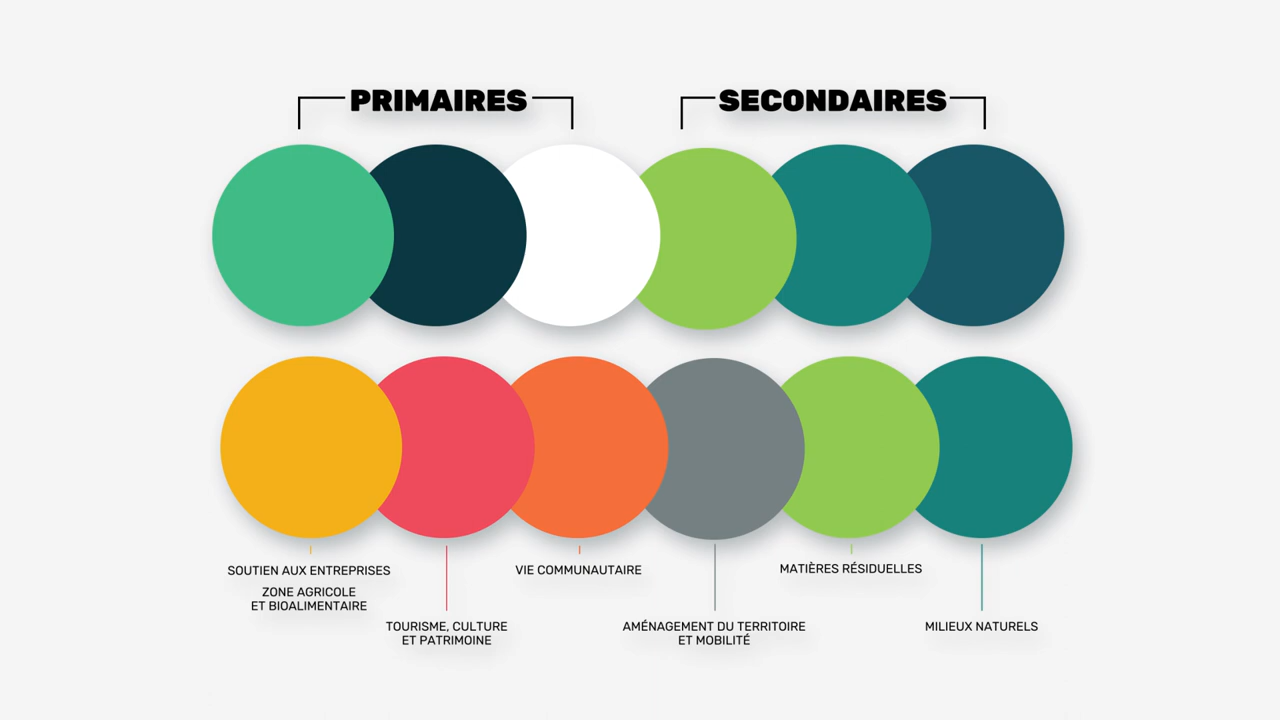 PRIMAIRES
SECONDAIRES
SOUTIEN AUX ENTREPRISES
ZONE AGRICOLE
ET BIOALIMENTAIRE
TOURISME, CULTURE
ET PATRIMOINE
VIE COMMUNAUTAIRE
AMÉNAGEMENT DU TERRITOIRE
ET MOBILITÉ
MATIÈRES RÉSIDUELLES
MILIEUX NATURELS